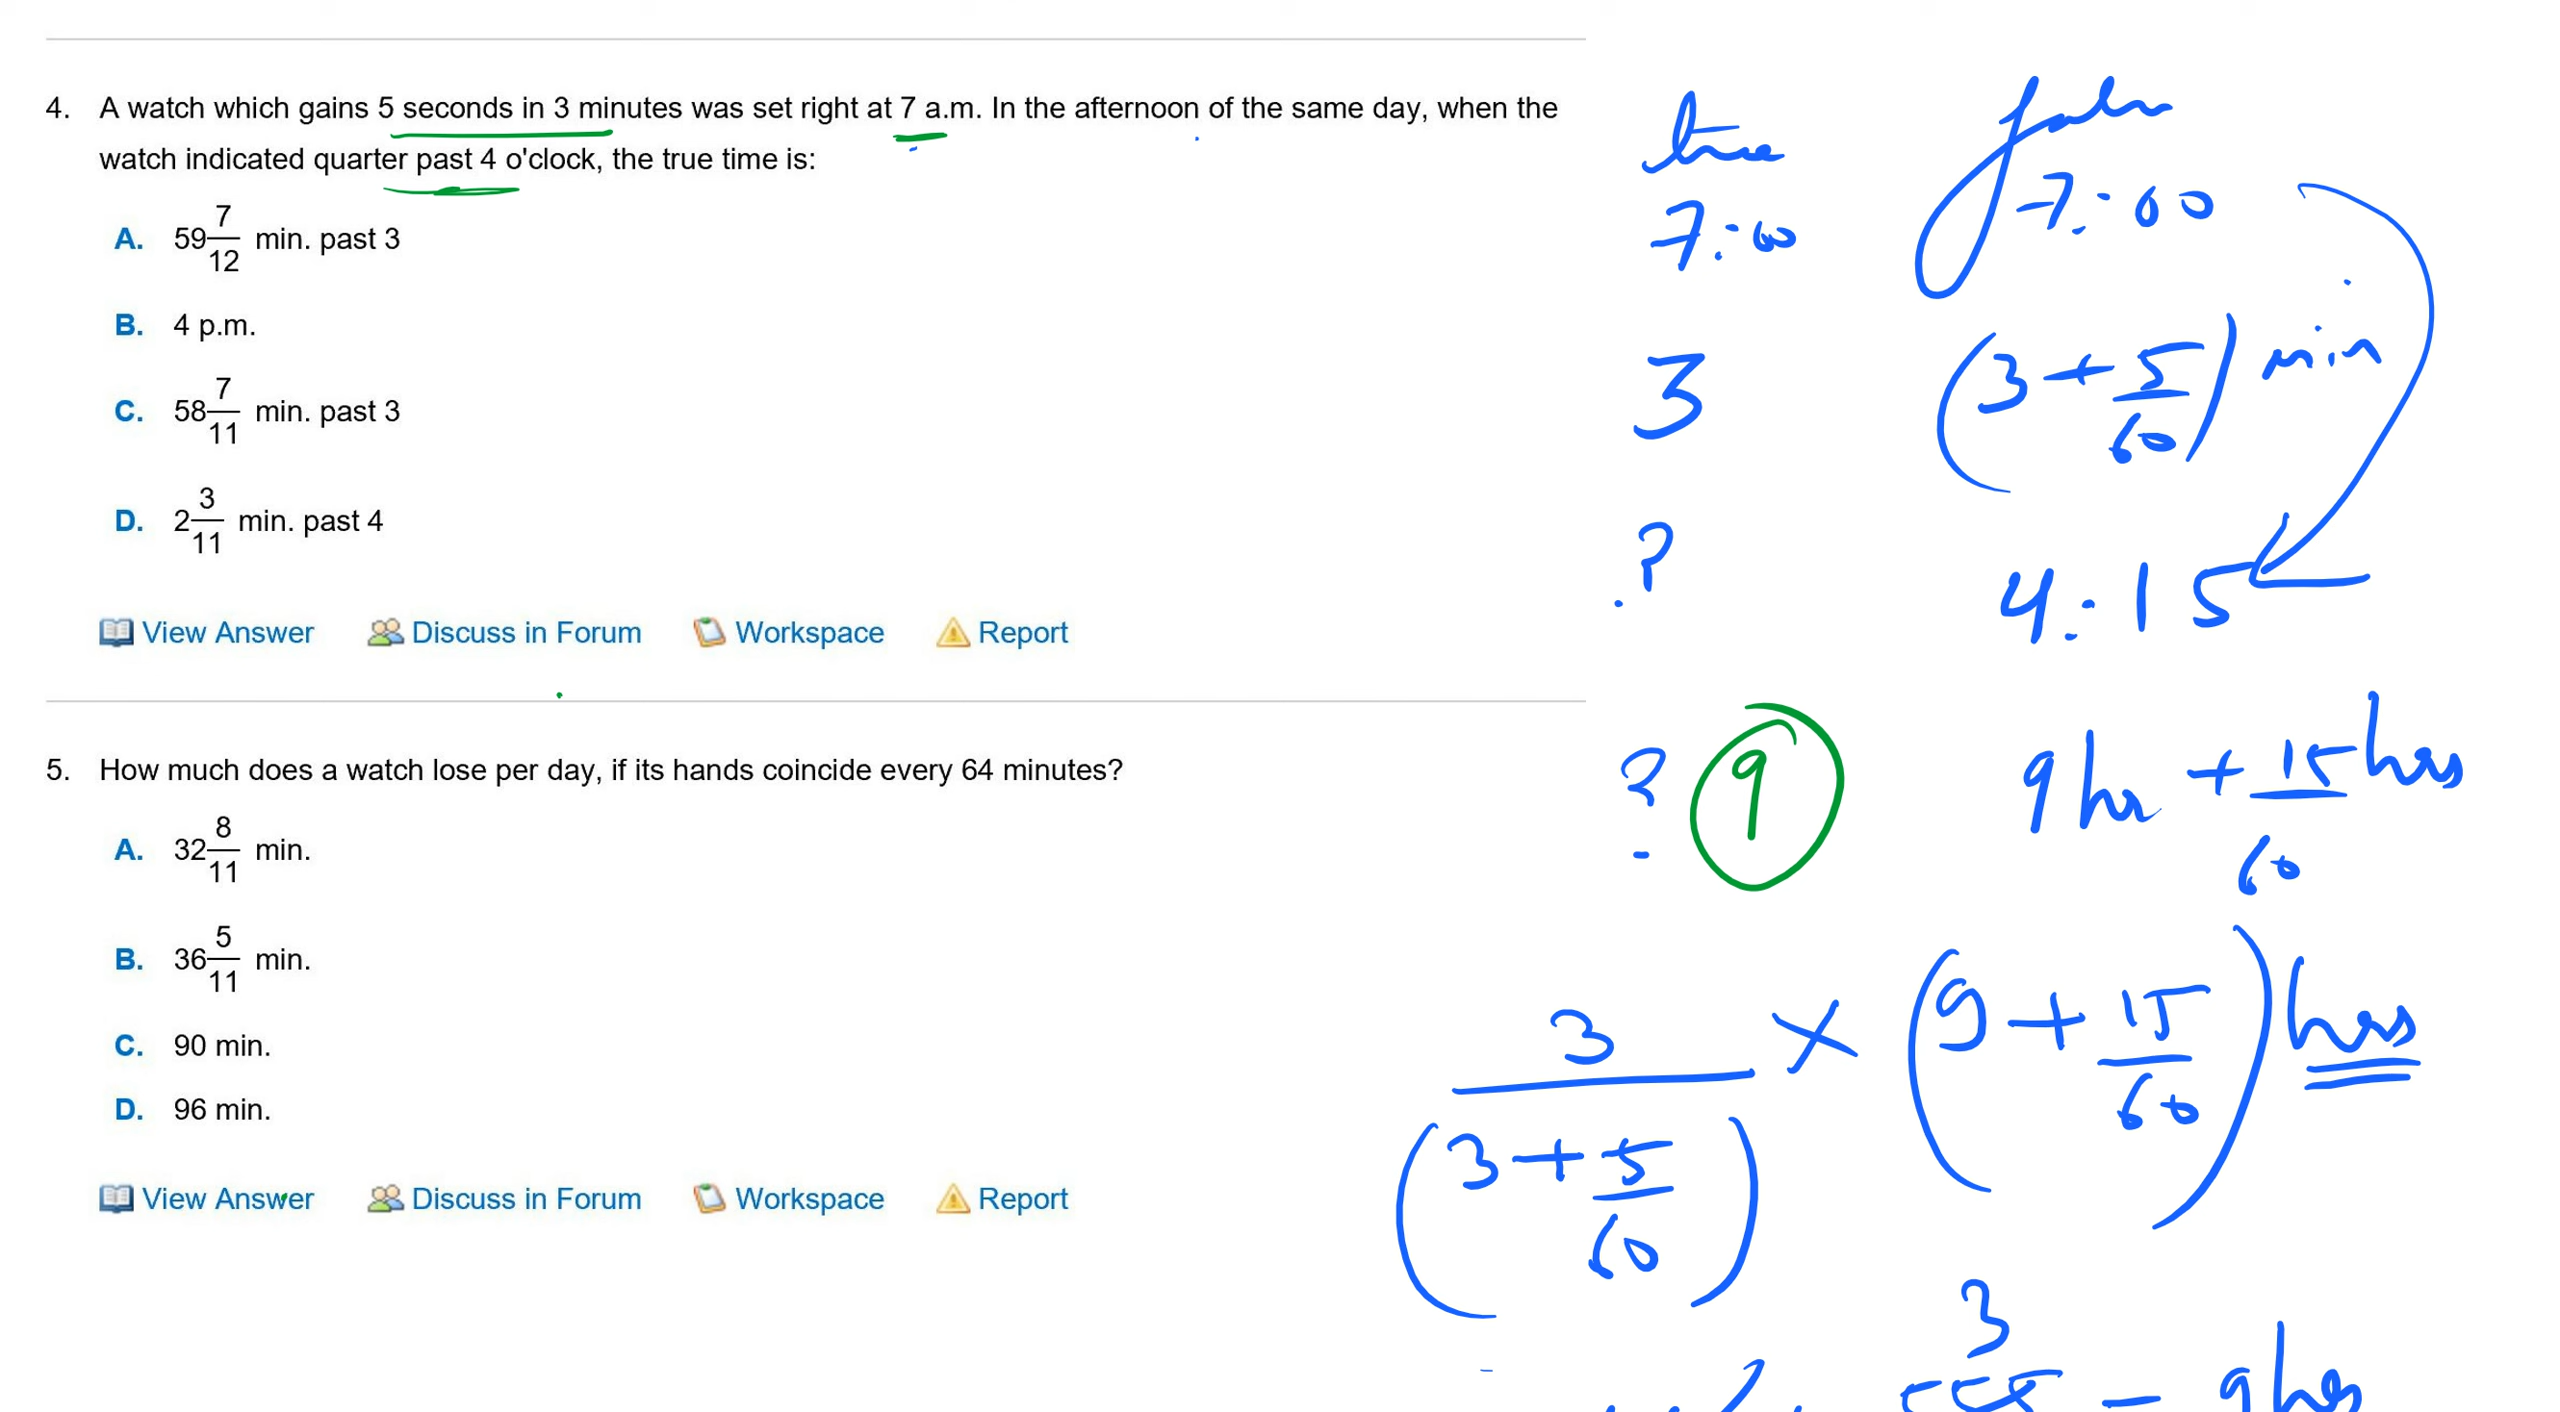 4. A watch which gains 5 seconds in 3 minutes was set right at 7 a.m. In the afternoon of the same day, when the
watch indicated quarter past 4 o'clock, the true time is:
A. 59 7/12 min. past 3
B. 4 p.m.
C. 58 7/11 min. past 3
D. 2 3/11 min. past 4
View Answer Discuss in Forum Workspace Report
5. How much does a watch lose per day, if its hands coincide every 64 minutes?
A. 32 8/11 min.
B. 36 5/11 min.
C. 90 min.
D. 96 min.
View Answer Discuss in Forum Workspace Report
true
7:00 7:00
3 (3 + 5/60) min
? 4:15
? 9 9 hr + 15/60 hrs
3/(3 + 5/60) × (9 + 15/60) hrs
3
= 9 hrs